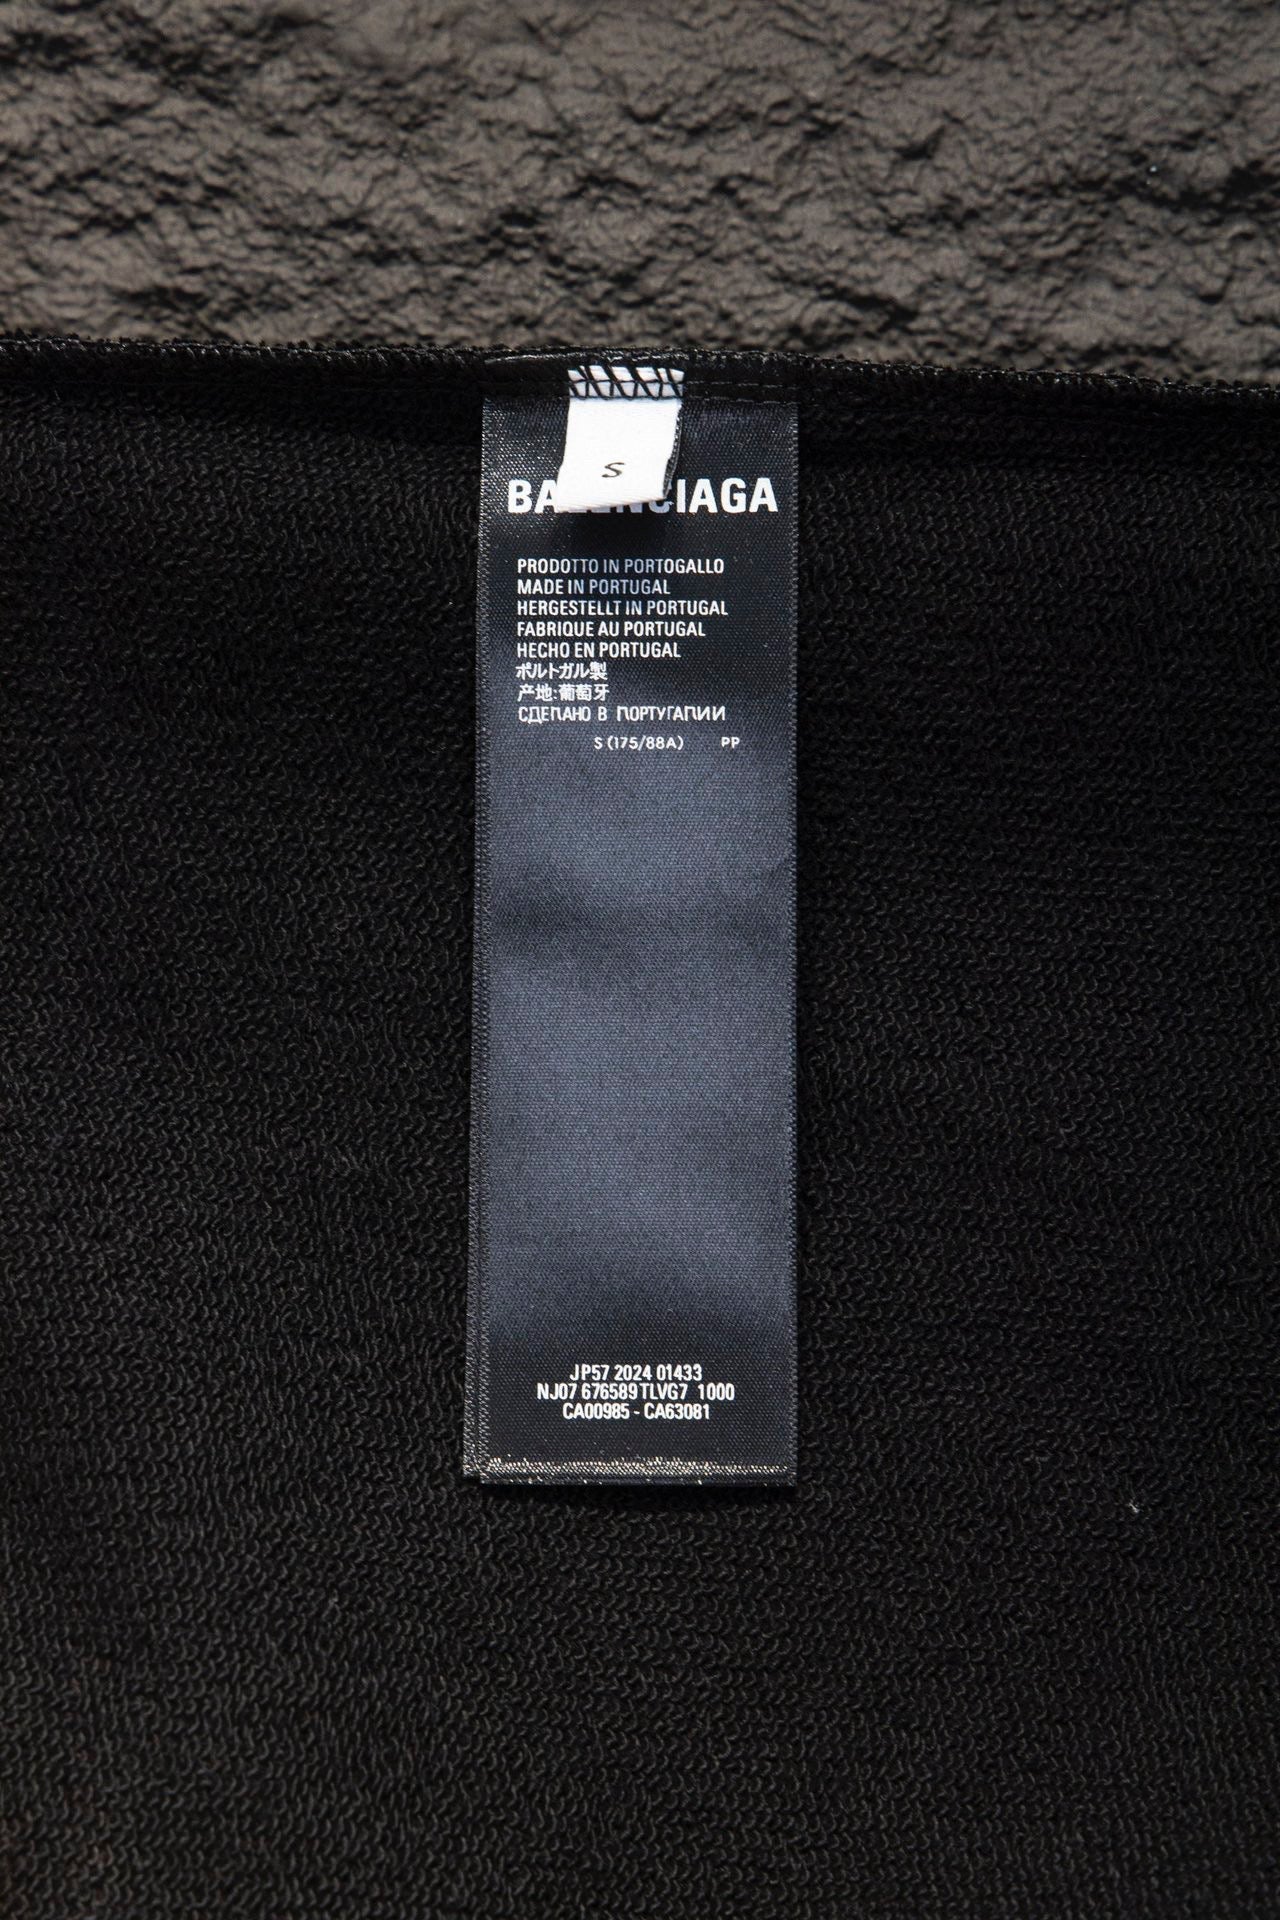 S
BALENCIAGA
PRODOTTO IN PORTOGALLO
MADE IN PORTUGAL
HERGESTELLT IN PORTUGAL
FABRIQUE AU PORTUGAL
HECHO EN PORTUGAL
ポルトガル製
产地:葡萄牙
СДЕЛАНО В ПОРТУГАЛИИ
S (175/88A) PP
JP57 2024 01433
NJ07 676589TLVG7 1000
CA00985 - CA63081